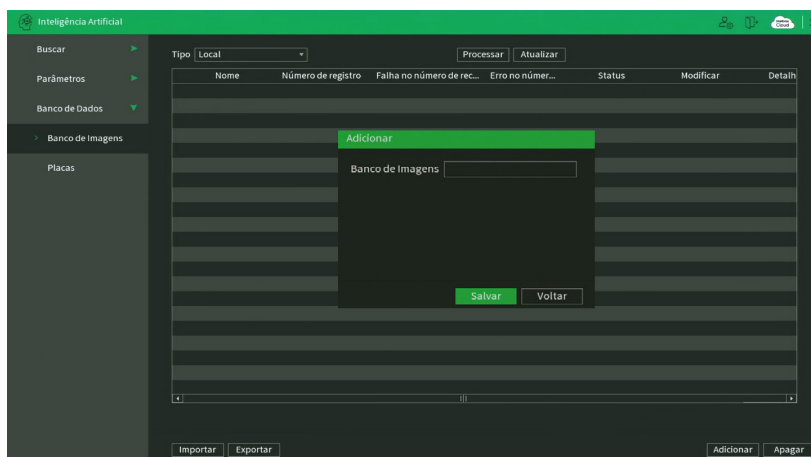 Inteligência Artificial
Cloud
Buscar
Parâmetros
Banco de Dados
Banco de Imagens
Placas
Tipo Local Processar Atualizar
Nome Número de registro Falha no número de rec... Erro no númer... Status Modificar Detalh
Adicionar
Banco de Imagens
Salvar Voltar
Importar Exportar Adicionar Apagar